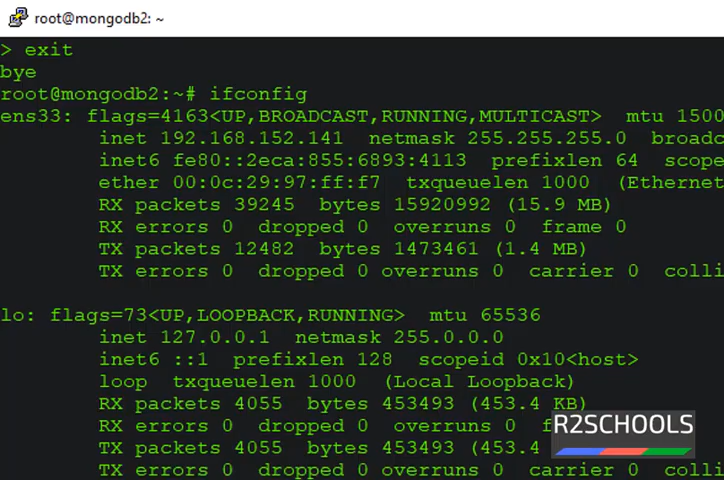 root@mongodb2: ~
> exit
bye
root@mongodb2:~# ifconfig
ens33: flags=4163<UP,BROADCAST,RUNNING,MULTICAST>  mtu 1500
inet 192.168.152.141  netmask 255.255.255.0  broadc
inet6 fe80::2eca:855:6893:4113  prefixlen 64  scope
ether 00:0c:29:97:ff:f7  txqueuelen 1000  (Ethernet
RX packets 39245  bytes 15920992 (15.9 MB)
RX errors 0  dropped 0  overruns 0  frame 0
TX packets 12482  bytes 1473461 (1.4 MB)
TX errors 0  dropped 0 overruns 0  carrier 0  colli
lo: flags=73<UP,LOOPBACK,RUNNING>  mtu 65536
inet 127.0.0.1  netmask 255.0.0.0
inet6 ::1  prefixlen 128  scopeid 0x10<host>
loop  txqueuelen 1000  (Local Loopback)
RX packets 4055  bytes 453493 (453.4 KB)
RX errors 0  dropped 0  overruns 0  f
TX packets 4055  bytes 453493 (453.4
TX errors 0  dropped 0 overruns 0  carrier 0  colli
R2SCHOOLS